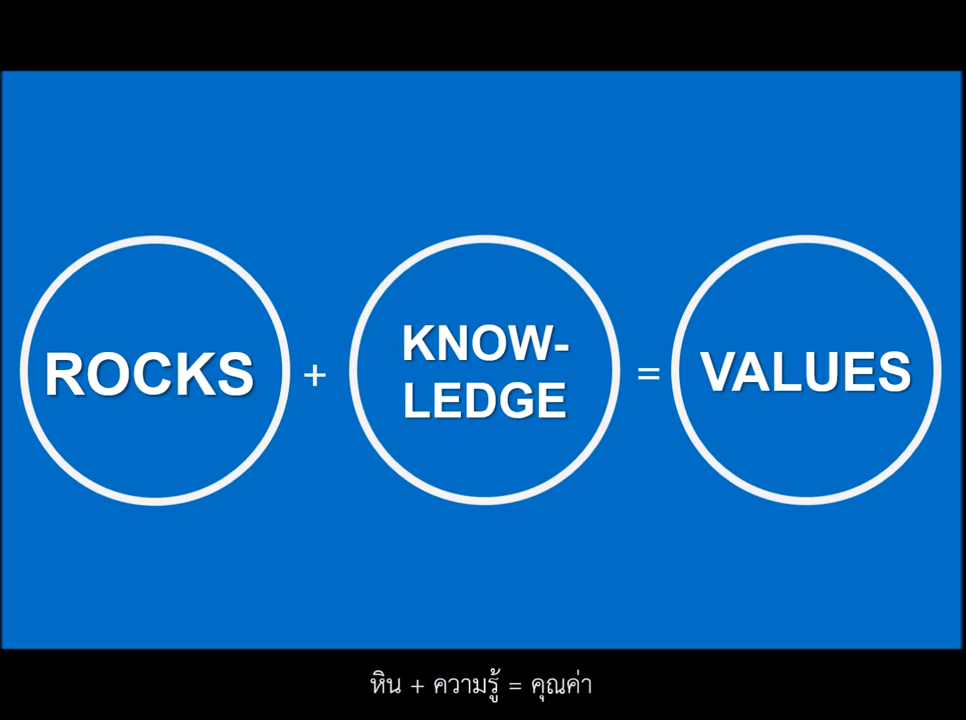 ROCKS + KNOW-
LEDGE = VALUES
หิน + ความรู้ = คุณค่า